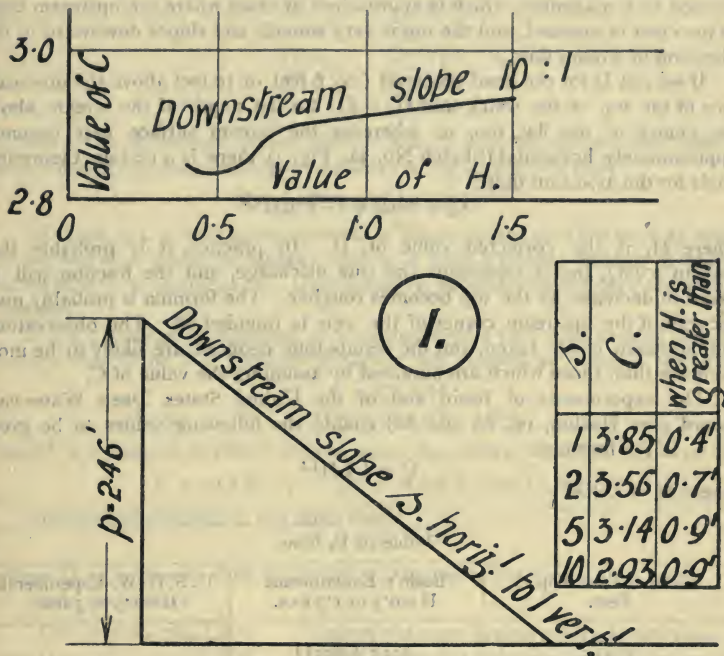 3·0
Value of C
Downstream slope 10:1
Value of H.
2·8
0 0·5 1·0 1·5
1.
Downstream slope s. horizl. to 1 vertl.
p=2·46'
s. C. when H. is greater than
1 3·85 0·4'
2 3·56 0·7'
5 3·14 0·9'
10 2·93 0·9'